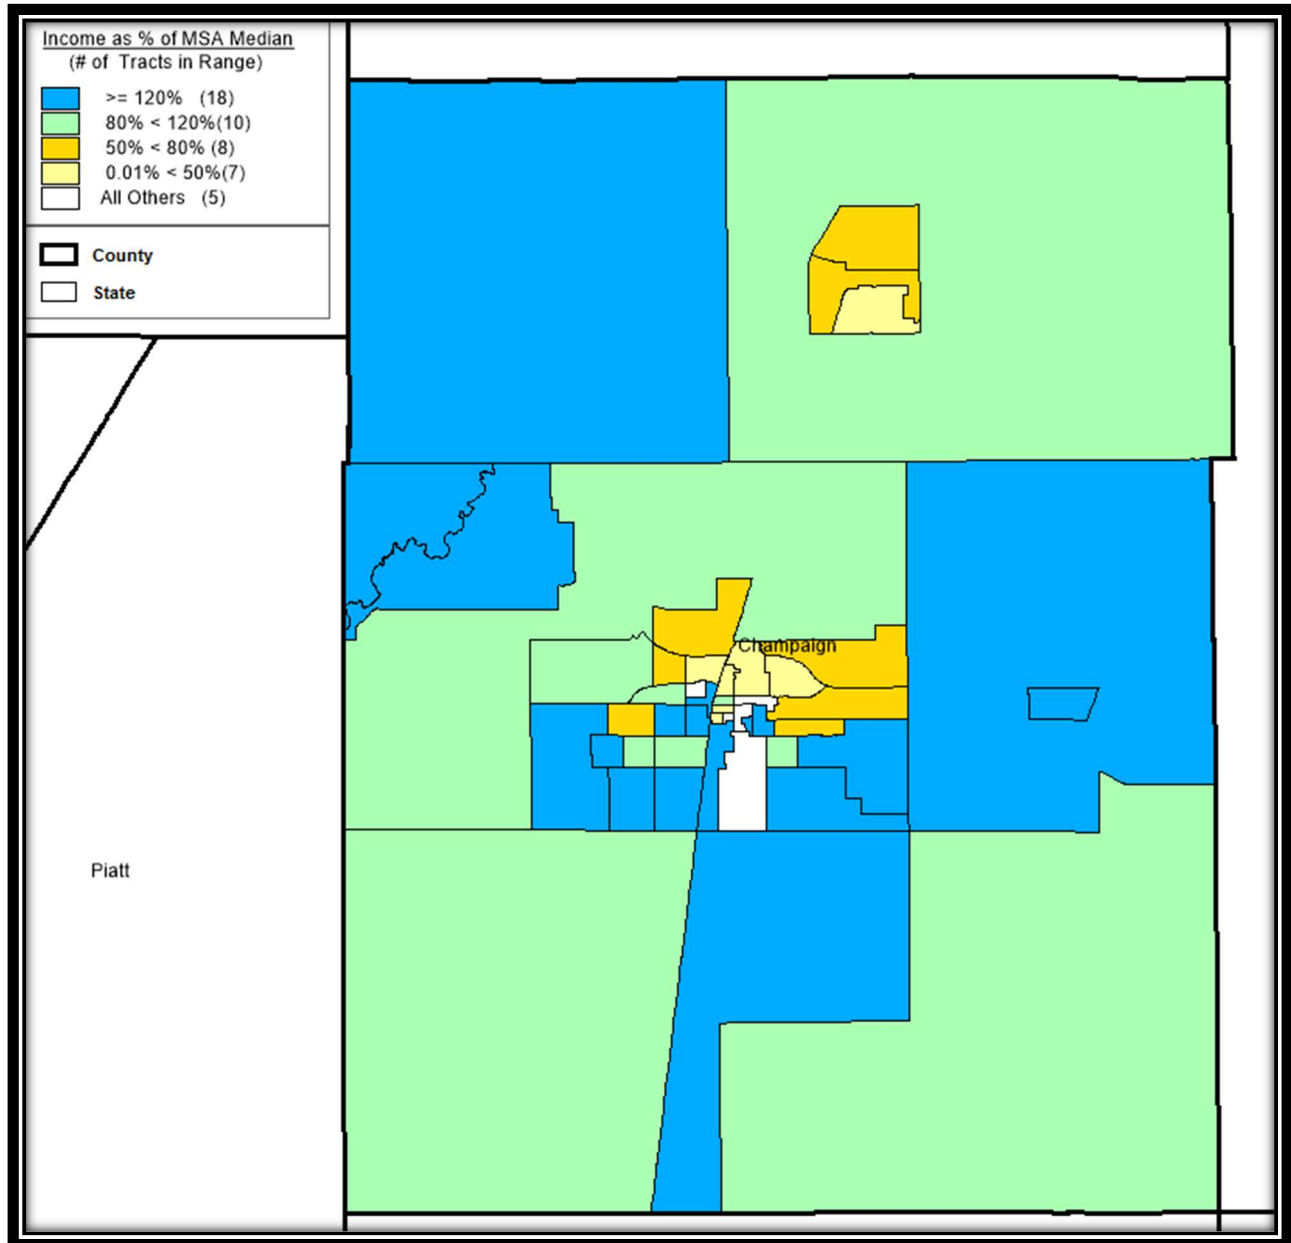 Income as % of MSA Median
(# of Tracts in Range)
>= 120% (18)
80% < 120%(10)
50% < 80% (8)
0.01% < 50%(7)
All Others (5)
County
State
Champaign
Piatt